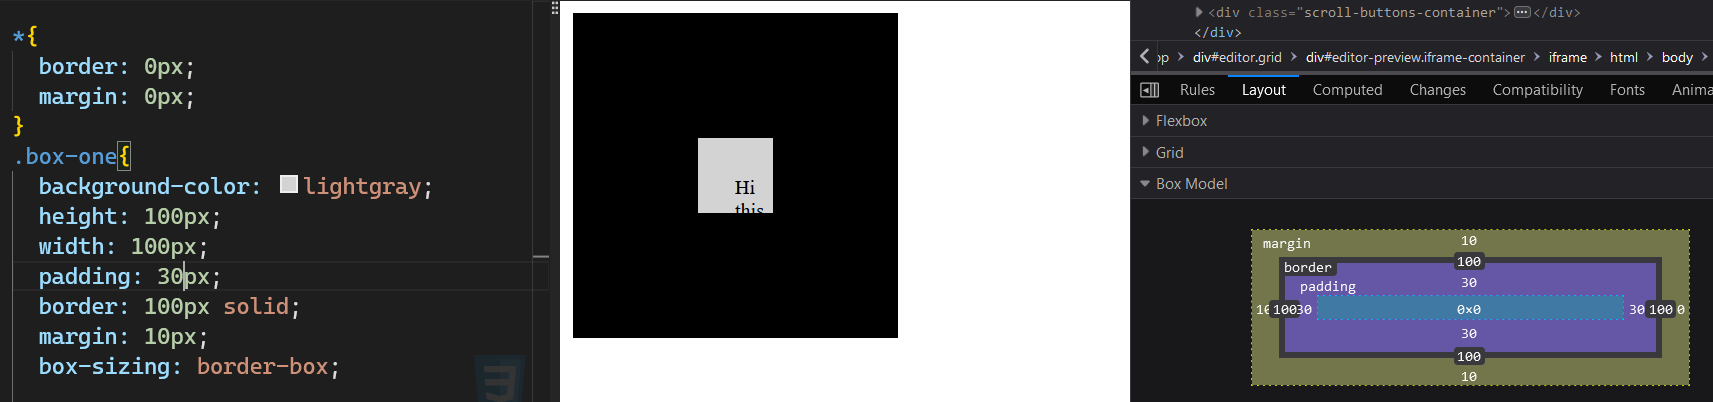 *{
border: 0px;
margin: 0px;
}
.box-one{
background-color: lightgray;
height: 100px;
width: 100px;
padding: 30px;
border: 100px solid;
margin: 10px;
box-sizing: border-box;
Hi
this
<div class="scroll-buttons-container"> ••• </div>
</div>
op > div#editor.grid > div#editor-preview.iframe-container > iframe > html > body >
Rules Layout Computed Changes Compatibility Fonts Anima
Flexbox
Grid
Box Model
margin 10
border 100
padding 30
10 100 30 0x0 30 100 0
30
100
10